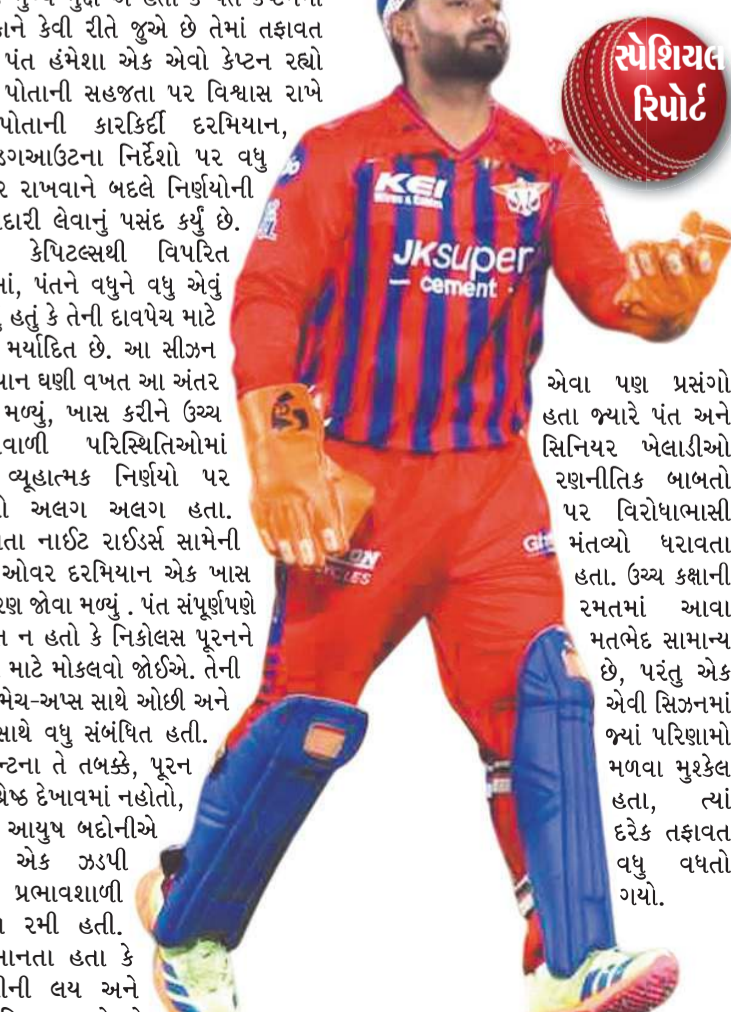 કેવી રીતે જુએ છે તેમાં તફાવત
પંત હંમેશા એક એવો કેપ્ટન રહ્યો
પોતાની સહજતા પર વિશ્વાસ રાખે
પોતાની કારકિર્દી દરમિયાન,
નિર્દેશો પર વધુ
રાખવાને બદલે નિર્ણયોની
લેવાનું પસંદ કર્યું છે.
કેપિટલ્સથી વિપરિત
પંતને વધુને વધુ એવું
હતું કે તેની દાવપેચ માટે
મર્યાદિત છે. આ સીઝન
ઘણી વખત આ અંતર
મળ્યું, ખાસ કરીને ઉચ્ચ
પરિસ્થિતિઓમાં
વ્યૂહાત્મક નિર્ણયો પર
અલગ અલગ હતા.
નાઈટ રાઈડર્સ સામેની
ઓવર દરમિયાન એક ખાસ
જોવા મળ્યું . પંત સંપૂર્ણપણે
ન હતો કે નિકોલસ પૂરનને
માટે મોકલવો જોઈએ. તેની
મેચ-અપ્સ સાથે ઓછી અને
સાથે વધુ સંબંધિત હતી.
તે તબક્કે, પૂરન
દેખાવમાં નહોતો,
આયુષ બદોનીએ
એક ઝડપી
પ્રભાવશાળી
રમી હતી.
માનતા હતા કે
લય અને
એવા પણ પ્રસંગો
હતા જ્યારે પંત અને
સિનિયર ખેલાડીઓ
રણનીતિક બાબતો
પર વિરોધાભાસી
મંતવ્યો ધરાવતા
હતા. ઉચ્ચ કક્ષાની
રમતમાં આવા
મતભેદ સામાન્ય
છે, પરંતુ એક
એવી સિઝનમાં
જ્યાં પરિણામો
મળવા મુશ્કેલ
હતા, ત્યાં
દરેક તફાવત
વધુ વધતો
ગયો.
સ્પેશિયલ
રિપોર્ટ
KEI
Wires & Cables
JKsuper
cement